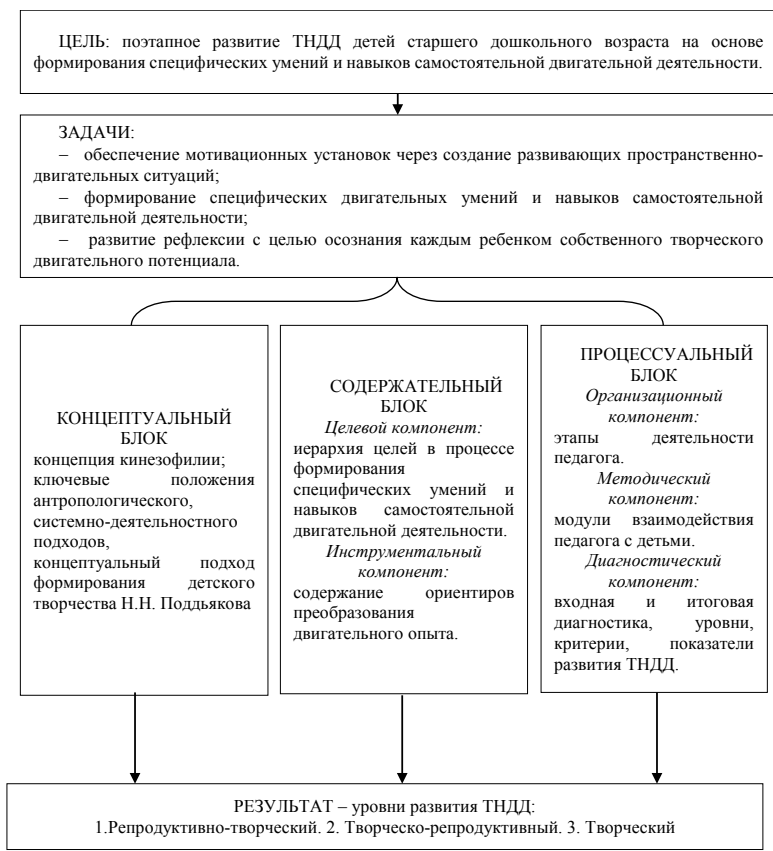 ЦЕЛЬ: поэтапное развитие ТНДД детей старшего дошкольного возраста на основе
формирования специфических умений и навыков самостоятельной двигательной деятельности.
ЗАДАЧИ:
– обеспечение мотивационных установок через создание развивающих пространственно-
двигательных ситуаций;
– формирование специфических двигательных умений и навыков самостоятельной
двигательной деятельности;
– развитие рефлексии с целью осознания каждым ребенком собственного творческого
двигательного потенциала.
КОНЦЕПТУАЛЬНЫЙ
БЛОК
концепция кинезофилии;
ключевые положения
антропологического,
системно-деятельностного
подходов,
концептуальный подход
формирования детского
творчества Н.Н. Поддьякова
СОДЕРЖАТЕЛЬНЫЙ
БЛОК
Целевой компонент:
иерархия целей в процессе
формирования
специфических умений и
навыков самостоятельной
двигательной деятельности.
Инструментальный
компонент:
содержание ориентиров
преобразования
двигательного опыта.
ПРОЦЕССУАЛЬНЫЙ
БЛОК
Организационный
компонент:
этапы деятельности
педагога.
Методический
компонент:
модули взаимодействия
педагога с детьми.
Диагностический
компонент:
входная и итоговая
диагностика, уровни,
критерии, показатели
развития ТНДД.
РЕЗУЛЬТАТ – уровни развития ТНДД:
1.Репродуктивно-творческий. 2. Творческо-репродуктивный. 3. Творческий